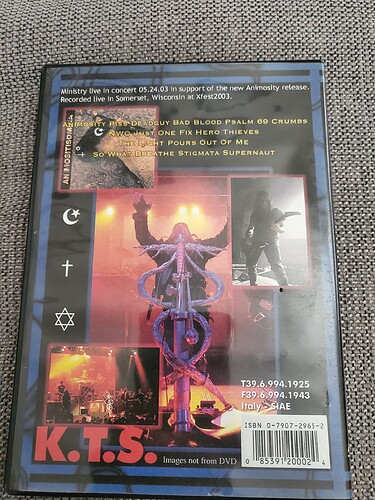 Ministry live in concert 05.24.03 in support of the new Animosity release.
Recorded live in Somerset, Wisconsin at Xfest2003.
Animosity Piss Deadguy Bad Blood Psalm 69 Crumbs
NWO Just One Fix Hero Thieves
The Light Pours Out Of Me
So What Breathe Stigmata Supernaut
T39.6.994.1925
F39.6.994.1943
Italy - SIAE
ISBN 0-7907-2965-2
0 85391 20002 4
K.T.S. Images not from DVD